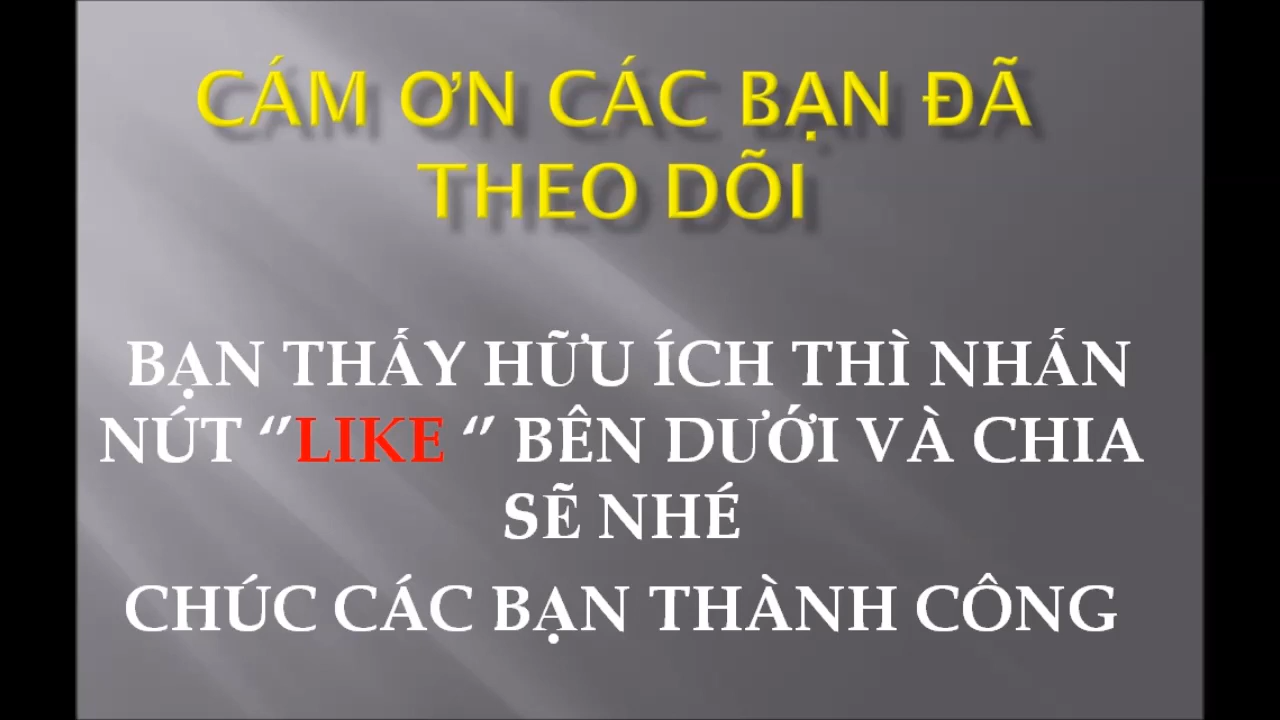 CÁM ƠN CÁC BẠN ĐÃ
THEO DÕI
BẠN THẤY HỮU ÍCH THÌ NHẤN
NÚT ‘’LIKE ‘’ BÊN DƯỚI VÀ CHIA
SẼ NHÉ
CHÚC CÁC BẠN THÀNH CÔNG